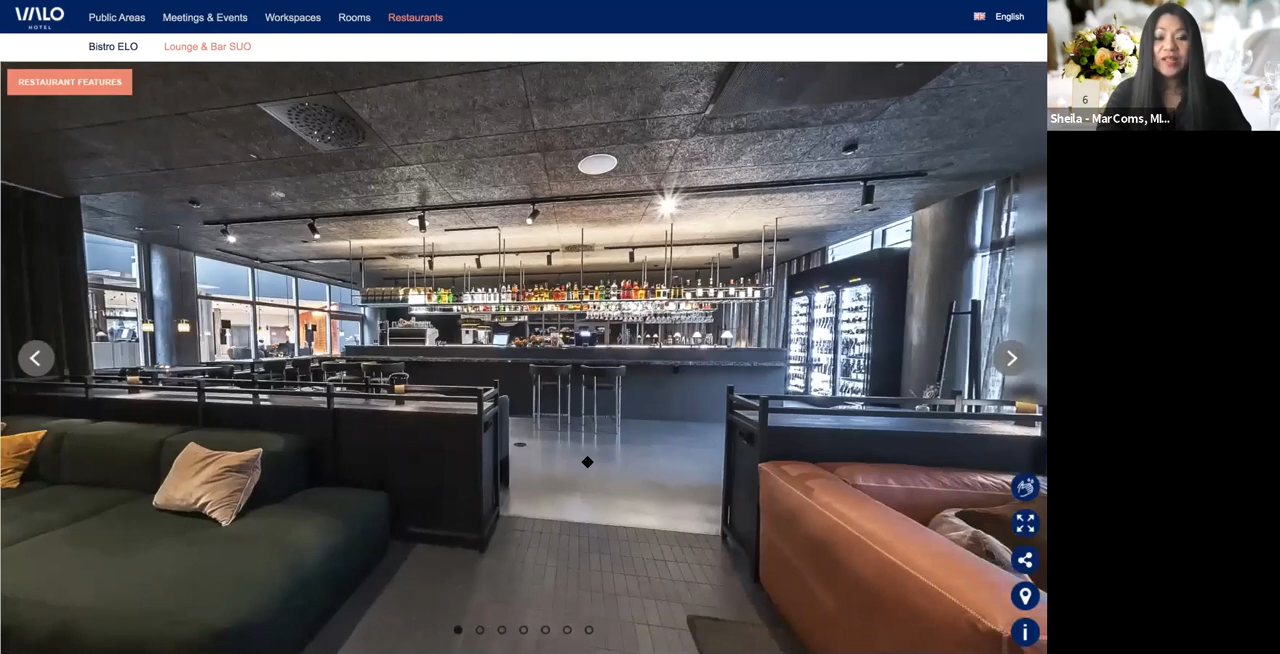 VALO
HOTEL
Public Areas
Meetings & Events
Workspaces
Rooms
Restaurants
English
Bistro ELO
Lounge & Bar SUO
RESTAURANT FEATURES
6
Sheila - MarComs, MI...